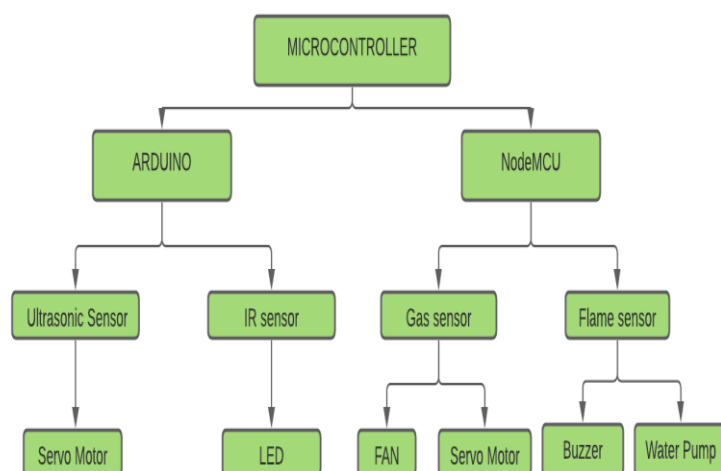 MICROCONTROLLER
ARDUINO
NodeMCU
Ultrasonic Sensor
IR sensor
Gas sensor
Flame sensor
Servo Motor
LED
FAN
Servo Motor
Buzzer
Water Pump